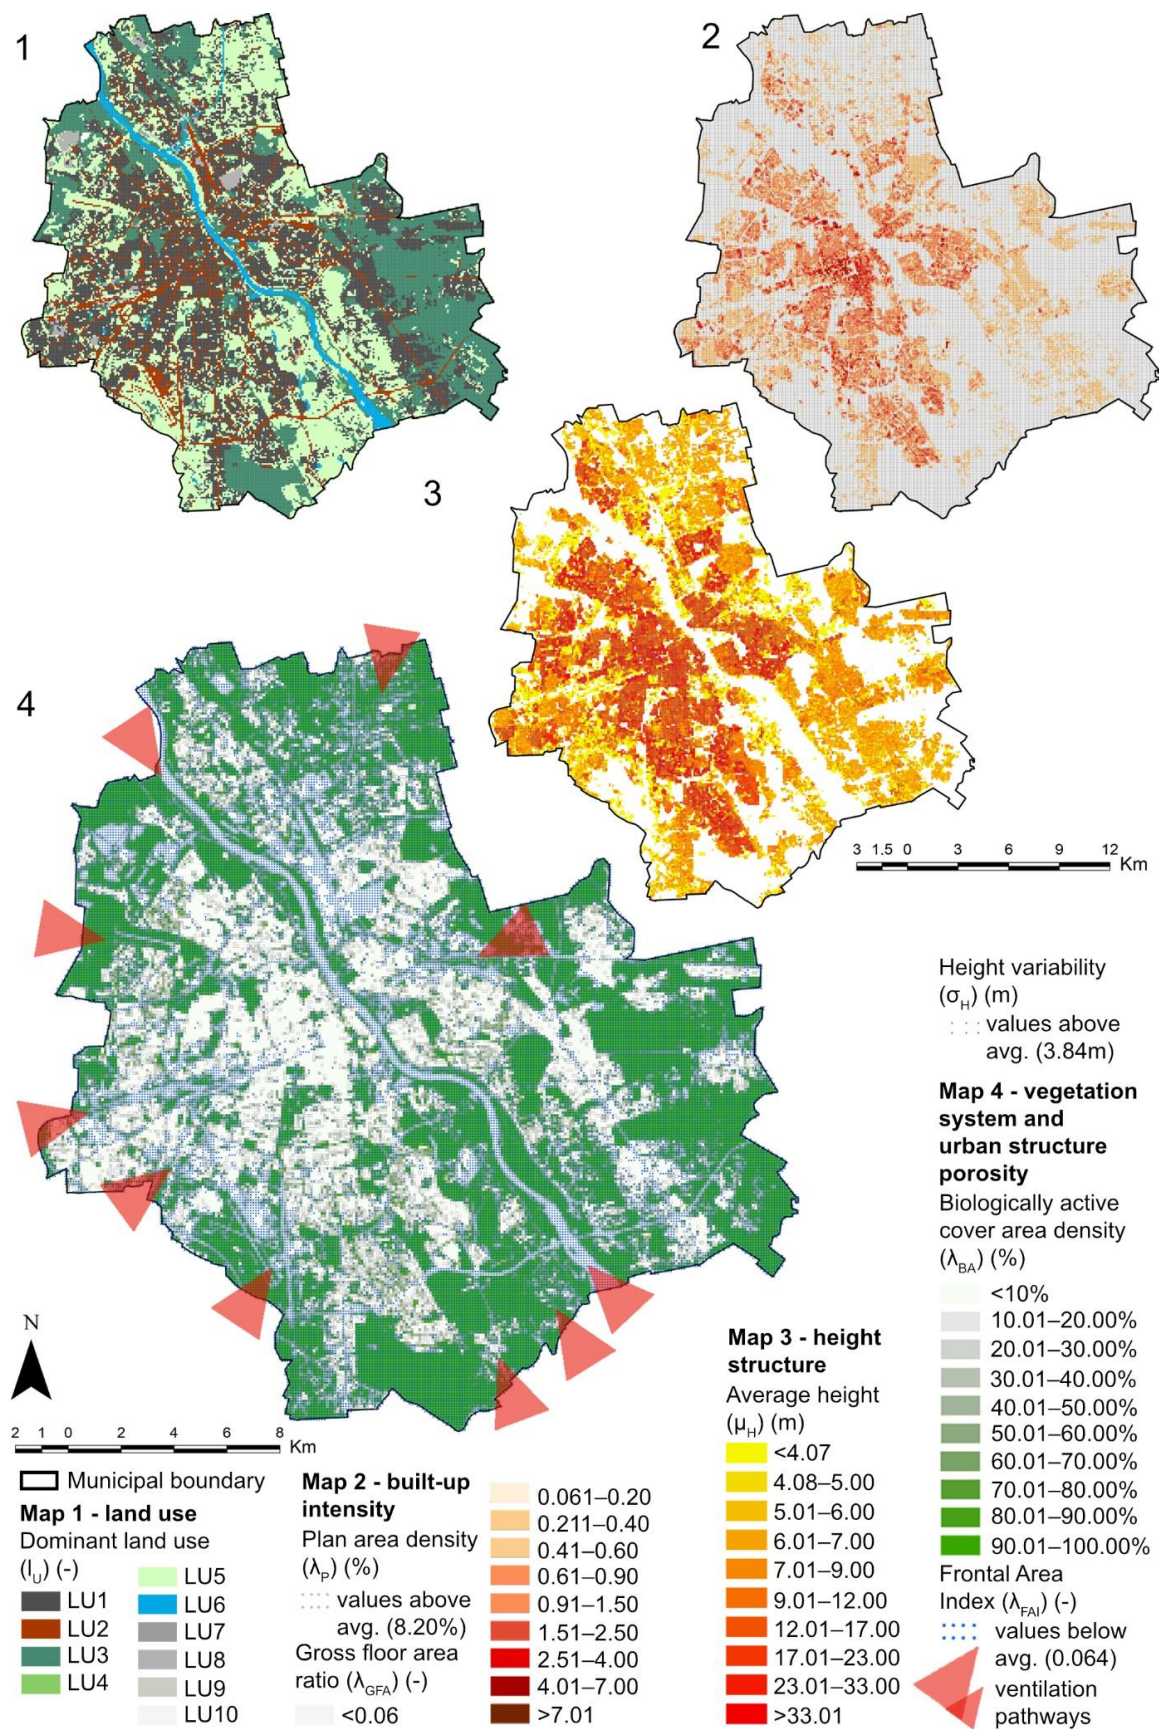 1
2
3
4
3 1.5 0 3 6 9 12
Km
N
2 1 0 2 4 6 8
Km
Municipal boundary
Map 1 - land use
Dominant land use
(lU) (-)
LU1
LU2
LU3
LU4
LU5
LU6
LU7
LU8
LU9
LU10
Map 2 - built-up
intensity
Plan area density
(λP) (%)
values above
avg. (8.20%)
Gross floor area
ratio (λGFA) (-)
<0.06
0.061–0.20
0.211–0.40
0.41–0.60
0.61–0.90
0.91–1.50
1.51–2.50
2.51–4.00
4.01–7.00
>7.01
Map 3 - height
structure
Average height
(μH) (m)
<4.07
4.08–5.00
5.01–6.00
6.01–7.00
7.01–9.00
9.01–12.00
12.01–17.00
17.01–23.00
23.01–33.00
>33.01
Height variability
(σH) (m)
values above
avg. (3.84m)
Map 4 - vegetation
system and
urban structure
porosity
Biologically active
cover area density
(λBA) (%)
<10%
10.01–20.00%
20.01–30.00%
30.01–40.00%
40.01–50.00%
50.01–60.00%
60.01–70.00%
70.01–80.00%
80.01–90.00%
90.01–100.00%
Frontal Area
Index (λFAI) (-)
values below
avg. (0.064)
ventilation
pathways